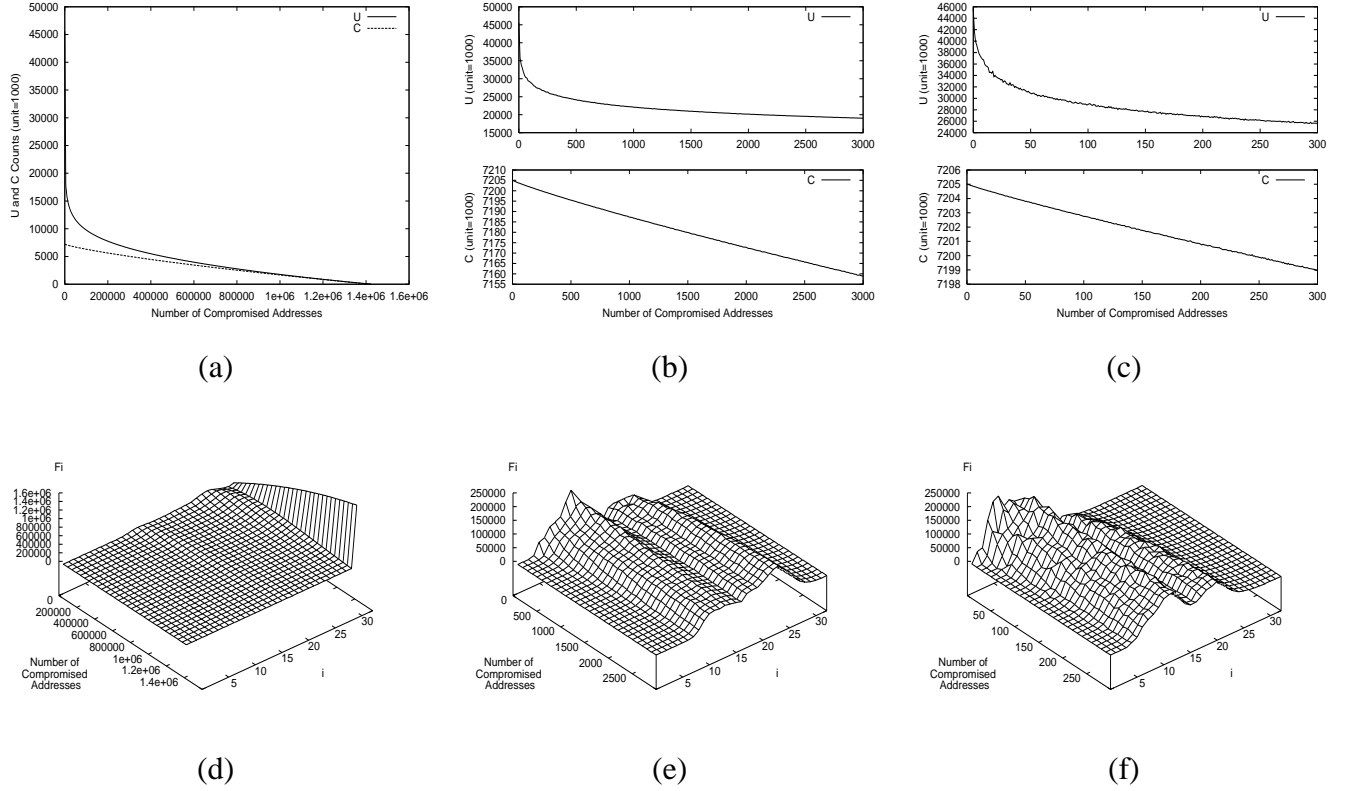 50000
45000
40000
35000
30000
25000
20000
15000
10000
5000
0
U and C Counts (unit=1000)
U
C
0 200000 400000 600000 800000 1e+06 1.2e+06 1.4e+06 1.6e+06
Number of Compromised Addresses
(a)
50000
45000
40000
35000
30000
25000
20000
15000
U (unit=1000)
U
0 500 1000 1500 2000 2500 3000
7210
7205
7200
7195
7190
7185
7180
7175
7170
7165
7160
7155
C (unit=1000)
C
0 500 1000 1500 2000 2500 3000
Number of Compromised Addresses
(b)
46000
44000
42000
40000
38000
36000
34000
32000
30000
28000
26000
24000
U (unit=1000)
U
0 50 100 150 200 250 300
7206
7205
7204
7203
7202
7201
7200
7199
7198
C (unit=1000)
C
0 50 100 150 200 250 300
Number of Compromised Addresses
(c)
Fi
1.6e+06
1.4e+06
1.2e+06
1e+06
800000
600000
400000
200000
0
0
200000
400000
600000
800000
1e+06
1.2e+06
1.4e+06
Number of
Compromised
Addresses
5 10 15 20 25 30
i
(d)
Fi
250000
200000
150000
100000
50000
0
0
500
1000
1500
2000
2500
Number of
Compromised
Addresses
5 10 15 20 25 30
i
(e)
Fi
250000
200000
150000
100000
50000
0
50
100
150
200
250
Number of
Compromised
Addresses
5 10 15 20 25 30
i
(f)